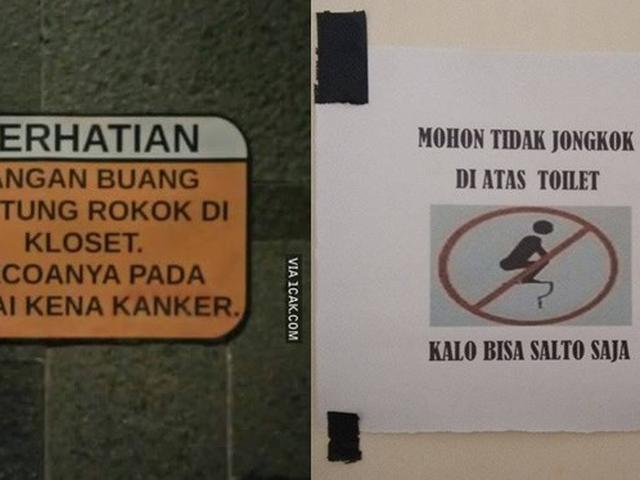 ERHATIAN
ANGAN BUANG
TUNG ROKOK DI
KLOSET.
COANYA PADA
AI KENA KANKER.
VIA 1CAK.COM
MOHON TIDAK JONGKOK
DI ATAS TOILET
KALO BISA SALTO SAJA